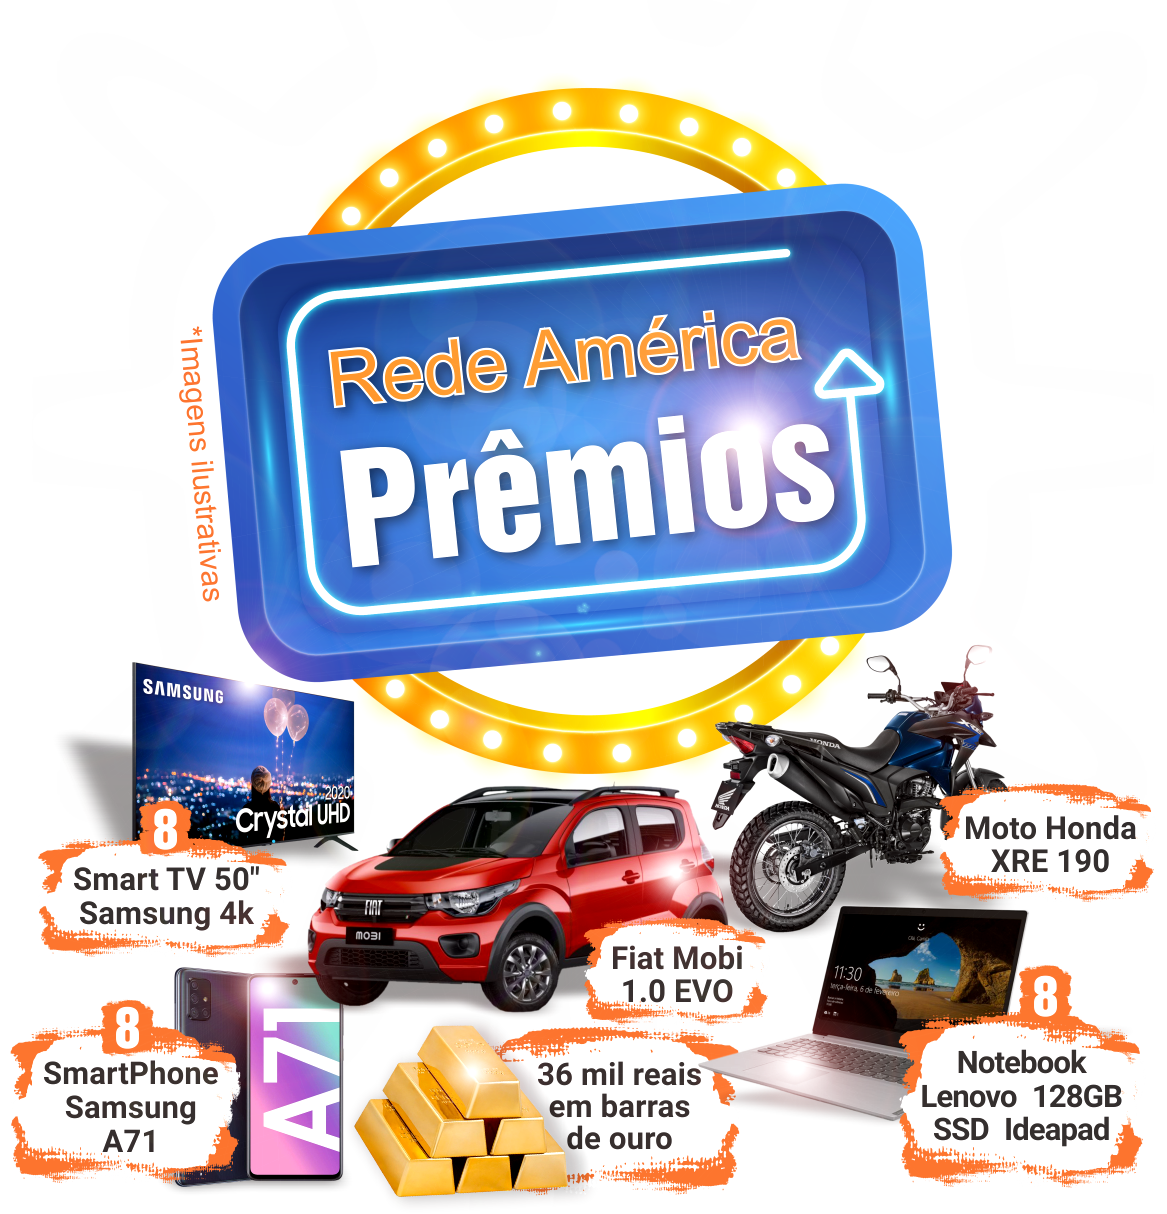 Rede América
Prêmios
*Imagens ilustrativas
SAMSUNG
2020
Crystal UHD
8
Smart TV 50"
Samsung 4k
HONDA
Moto Honda
XRE 190
FIAT
MOBI
Fiat Mobi
1.0 EVO
11:30
terça-feira, 6 de fevereiro
8
Notebook
Lenovo 128GB
SSD Ideapad
8
SmartPhone
Samsung
A71
A71
36 mil reais
em barras
de ouro